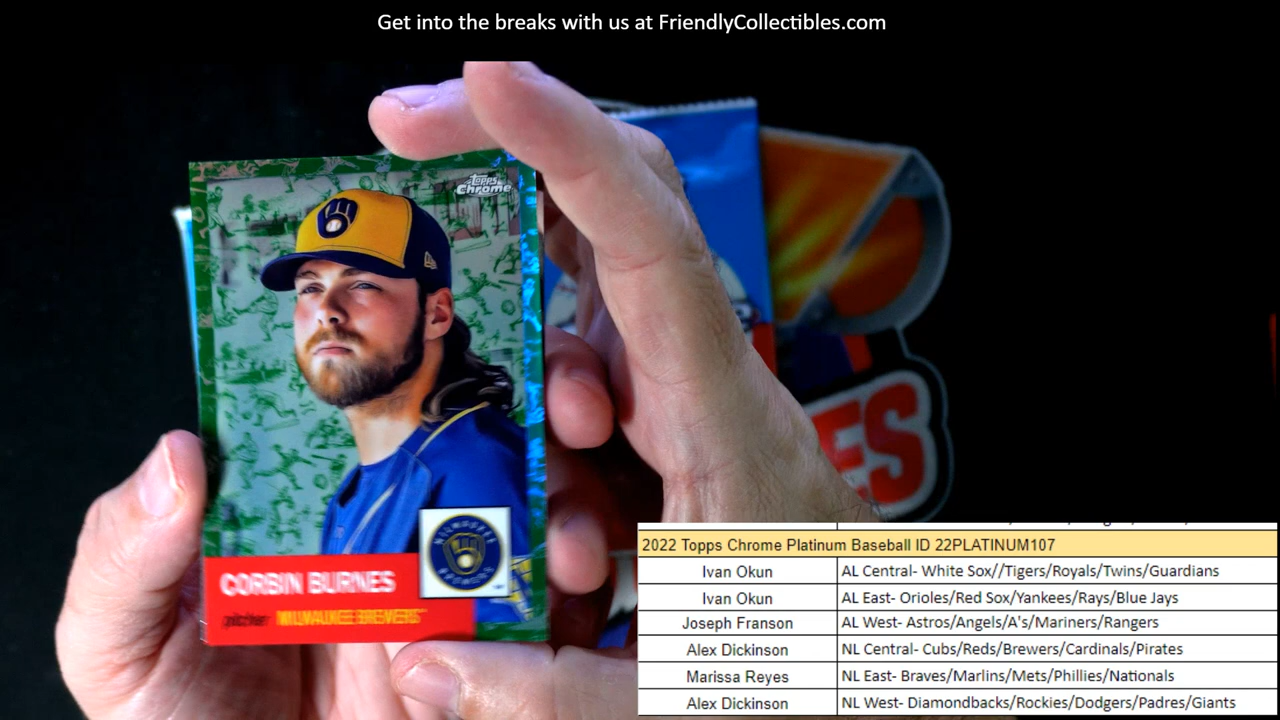 Get into the breaks with us at FriendlyCollectibles.com
Topps
Chrome
MILWAUKEE
BREWERS
CORBIN BURNES
pitcher MILWAUKEE BREWERS
ES
2022 Topps Chrome Platinum Baseball ID 22PLATINUM107
Ivan Okun AL Central- White Sox//Tigers/Royals/Twins/Guardians
Ivan Okun AL East- Orioles/Red Sox/Yankees/Rays/Blue Jays
Joseph Franson AL West- Astros/Angels/A's/Mariners/Rangers
Alex Dickinson NL Central- Cubs/Reds/Brewers/Cardinals/Pirates
Marissa Reyes NL East- Braves/Marlins/Mets/Phillies/Nationals
Alex Dickinson NL West- Diamondbacks/Rockies/Dodgers/Padres/Giants